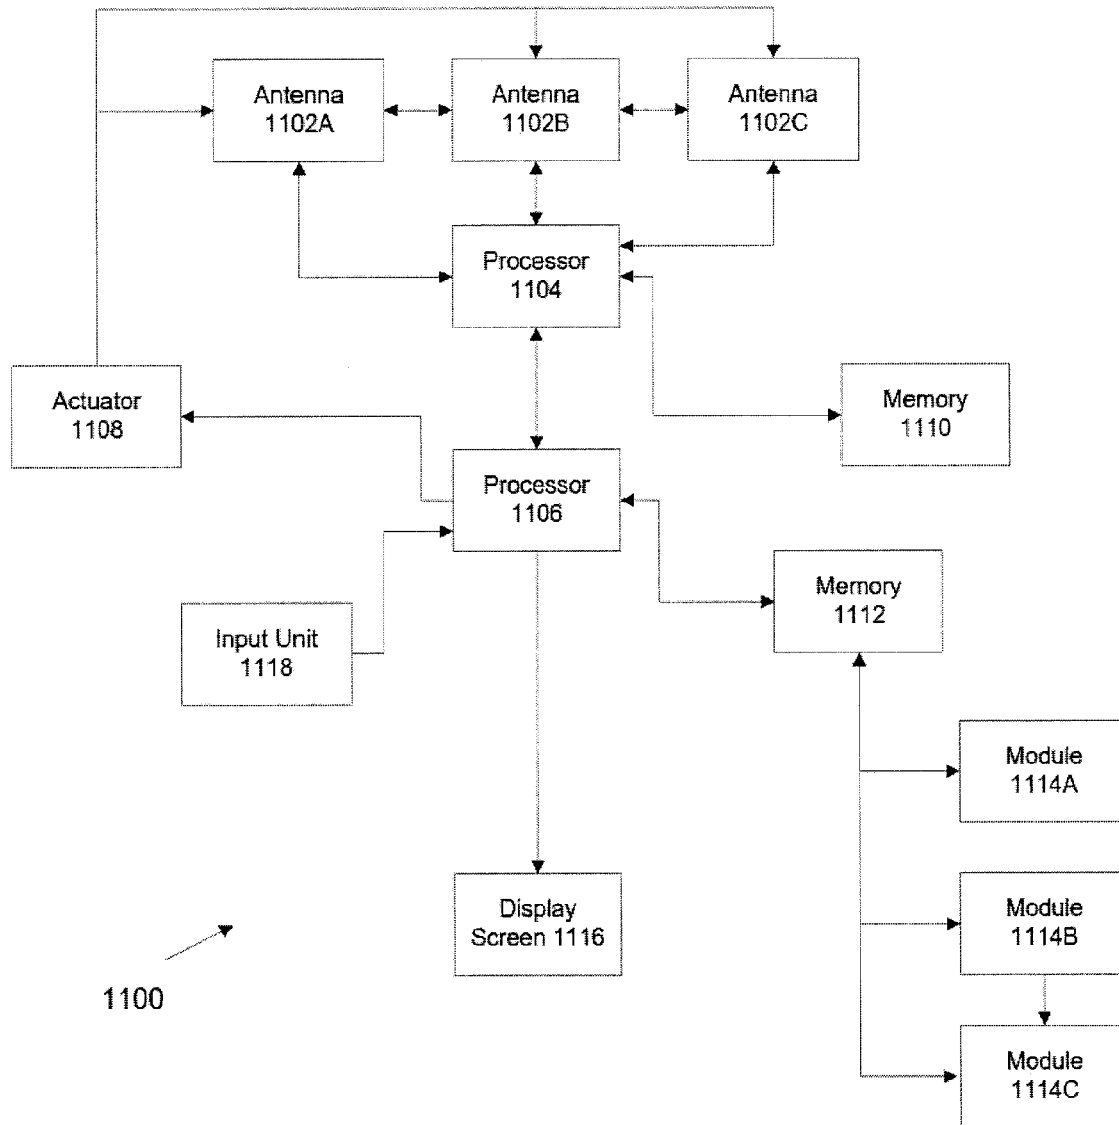 Antenna
1102A
Antenna
1102B
Antenna
1102C
Processor
1104
Actuator
1108
Memory
1110
Processor
1106
Memory
1112
Input Unit
1118
Module
1114A
Display
Screen 1116
Module
1114B
1100
Module
1114C